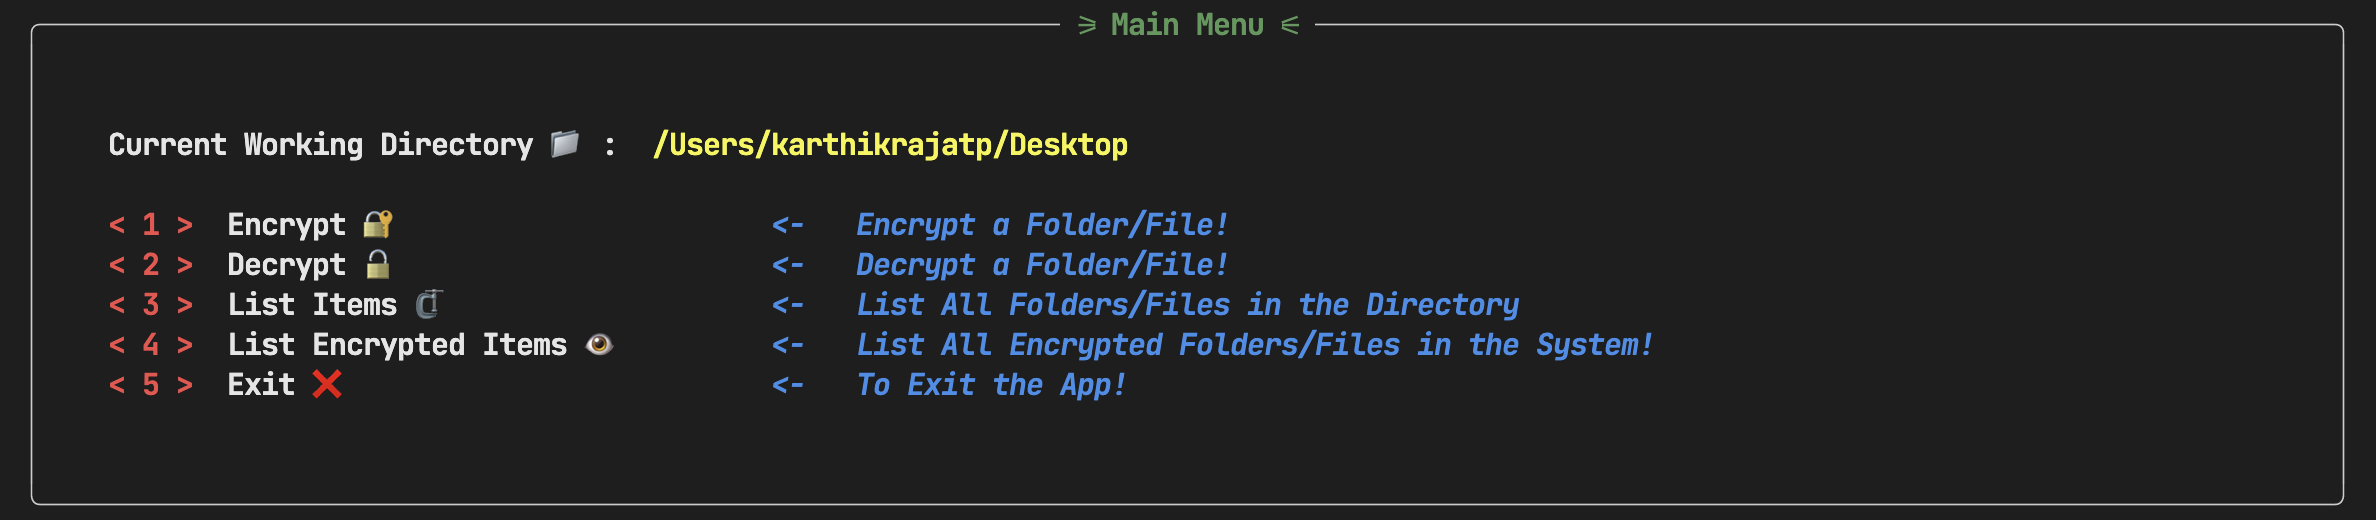 ⋝ Main Menu ⋜
Current Working Directory 📁 : /Users/karthikrajatp/Desktop
< 1 > Encrypt 🔐 <- Encrypt a Folder/File!
< 2 > Decrypt 🔓 <- Decrypt a Folder/File!
< 3 > List Items 🗜 <- List All Folders/Files in the Directory
< 4 > List Encrypted Items 👁 <- List All Encrypted Folders/Files in the System!
< 5 > Exit ❌ <- To Exit the App!